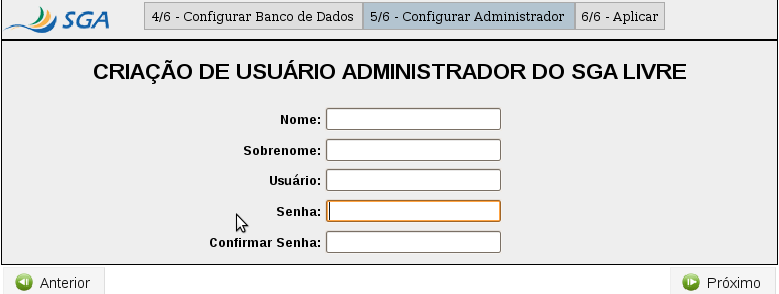 SGA
4/6 - Configurar Banco de Dados 5/6 - Configurar Administrador 6/6 - Aplicar
CRIAÇÃO DE USUÁRIO ADMINISTRADOR DO SGA LIVRE
Nome:
Sobrenome:
Usuário:
Senha:
Confirmar Senha:
Anterior Próximo